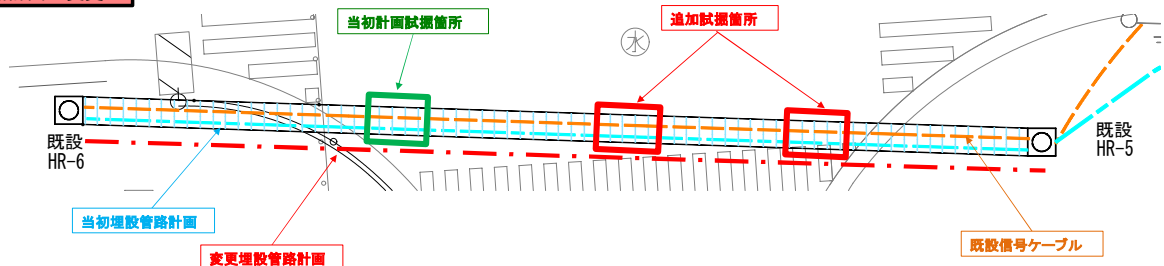 当初計画試掘箇所
追加試掘箇所
水
既設
HR-6
既設
HR-5
当初埋設管路計画
変更埋設管路計画
既設信号ケーブル